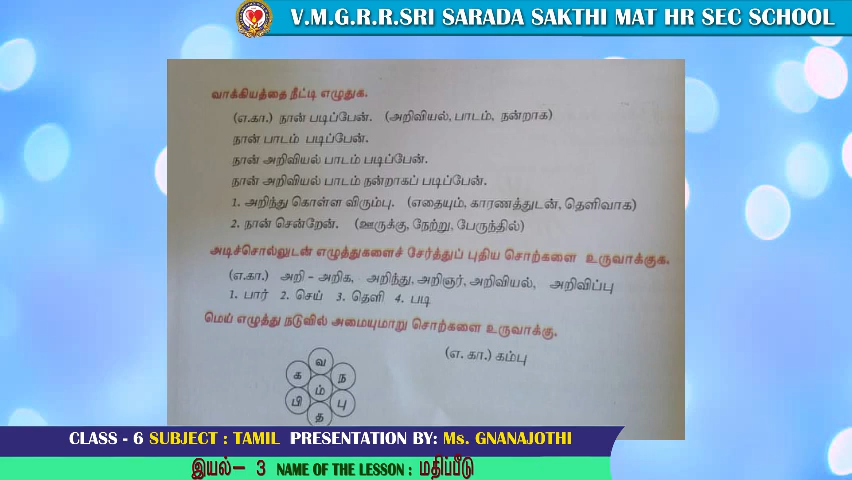 V.M.G.R.R.SRI SARADA SAKTHI MAT HR SEC SCHOOL
வாக்கியத்தை நீட்டி எழுதுக.
(எ.கா.) நான் படிப்பேன். (அறிவியல், பாடம், நன்றாக)
நான் பாடம் படிப்பேன்.
நான் அறிவியல் பாடம் படிப்பேன்.
நான் அறிவியல் பாடம் நன்றாகப் படிப்பேன்.
1. அறிந்து கொள்ள விரும்பு. (எதையும், காரணத்துடன், தெளிவாக)
2. நான் சென்றேன். (ஊருக்கு, நேற்று, பேருந்தில்)
அடிச்சொல்லுடன் எழுத்துகளைச் சேர்த்துப் புதிய சொற்களை உருவாக்குக.
(எ.கா.) அறி – அறிக, அறிந்து, அறிஞர், அறிவியல், அறிவிப்பு
1. பார் 2. செய் 3. தெளி 4. படி
மெய் எழுத்து நடுவில் அமையுமாறு சொற்களை உருவாக்கு.
(எ. கா.) கம்பு
வ
க ந
ம்
பி பு
த
CLASS - 6 SUBJECT : TAMIL PRESENTATION BY: Ms. GNANAJOTHI
இயல்– 3 NAME OF THE LESSON : மதிப்பீடு